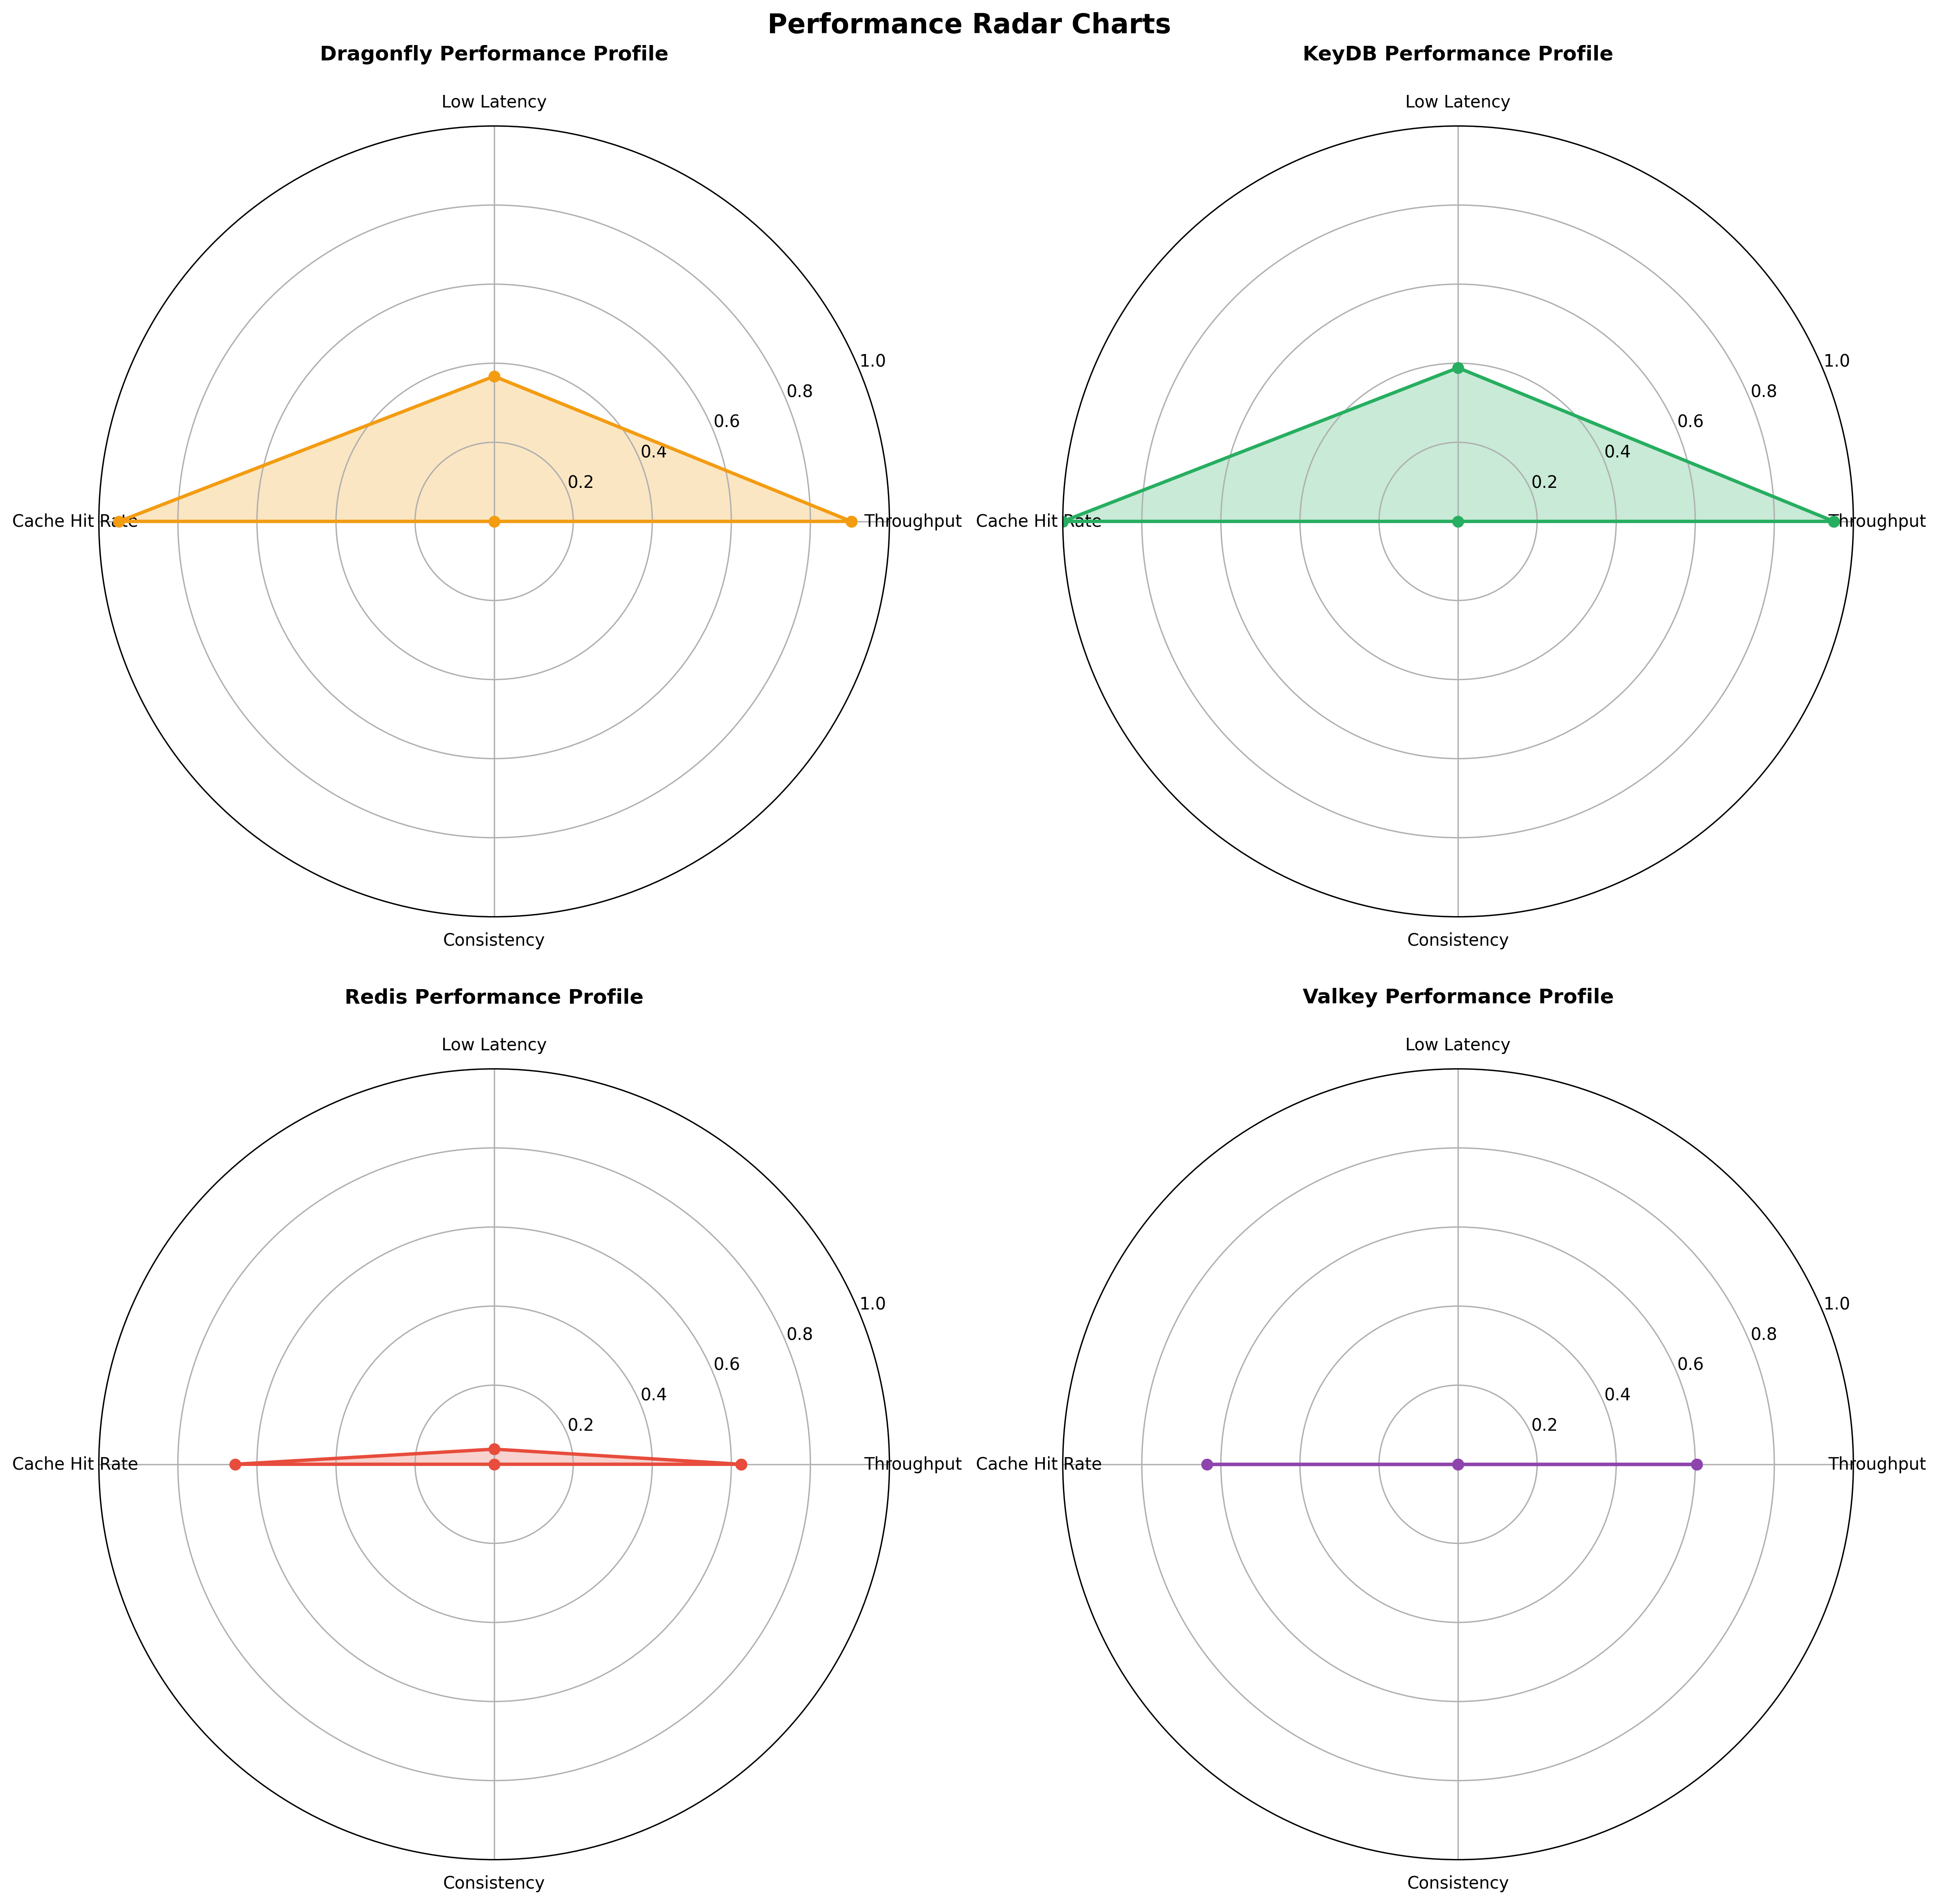 Performance Radar Charts
Dragonfly Performance Profile
Low Latency
1.0
0.8
0.6
0.4
0.2
Cache Hit Rate
Throughput
Consistency
KeyDB Performance Profile
Low Latency
1.0
0.8
0.6
0.4
0.2
Cache Hit Rate
Throughput
Consistency
Redis Performance Profile
Low Latency
1.0
0.8
0.6
0.4
0.2
Cache Hit Rate
Throughput
Consistency
Valkey Performance Profile
Low Latency
1.0
0.8
0.6
0.4
0.2
Cache Hit Rate
Throughput
Consistency